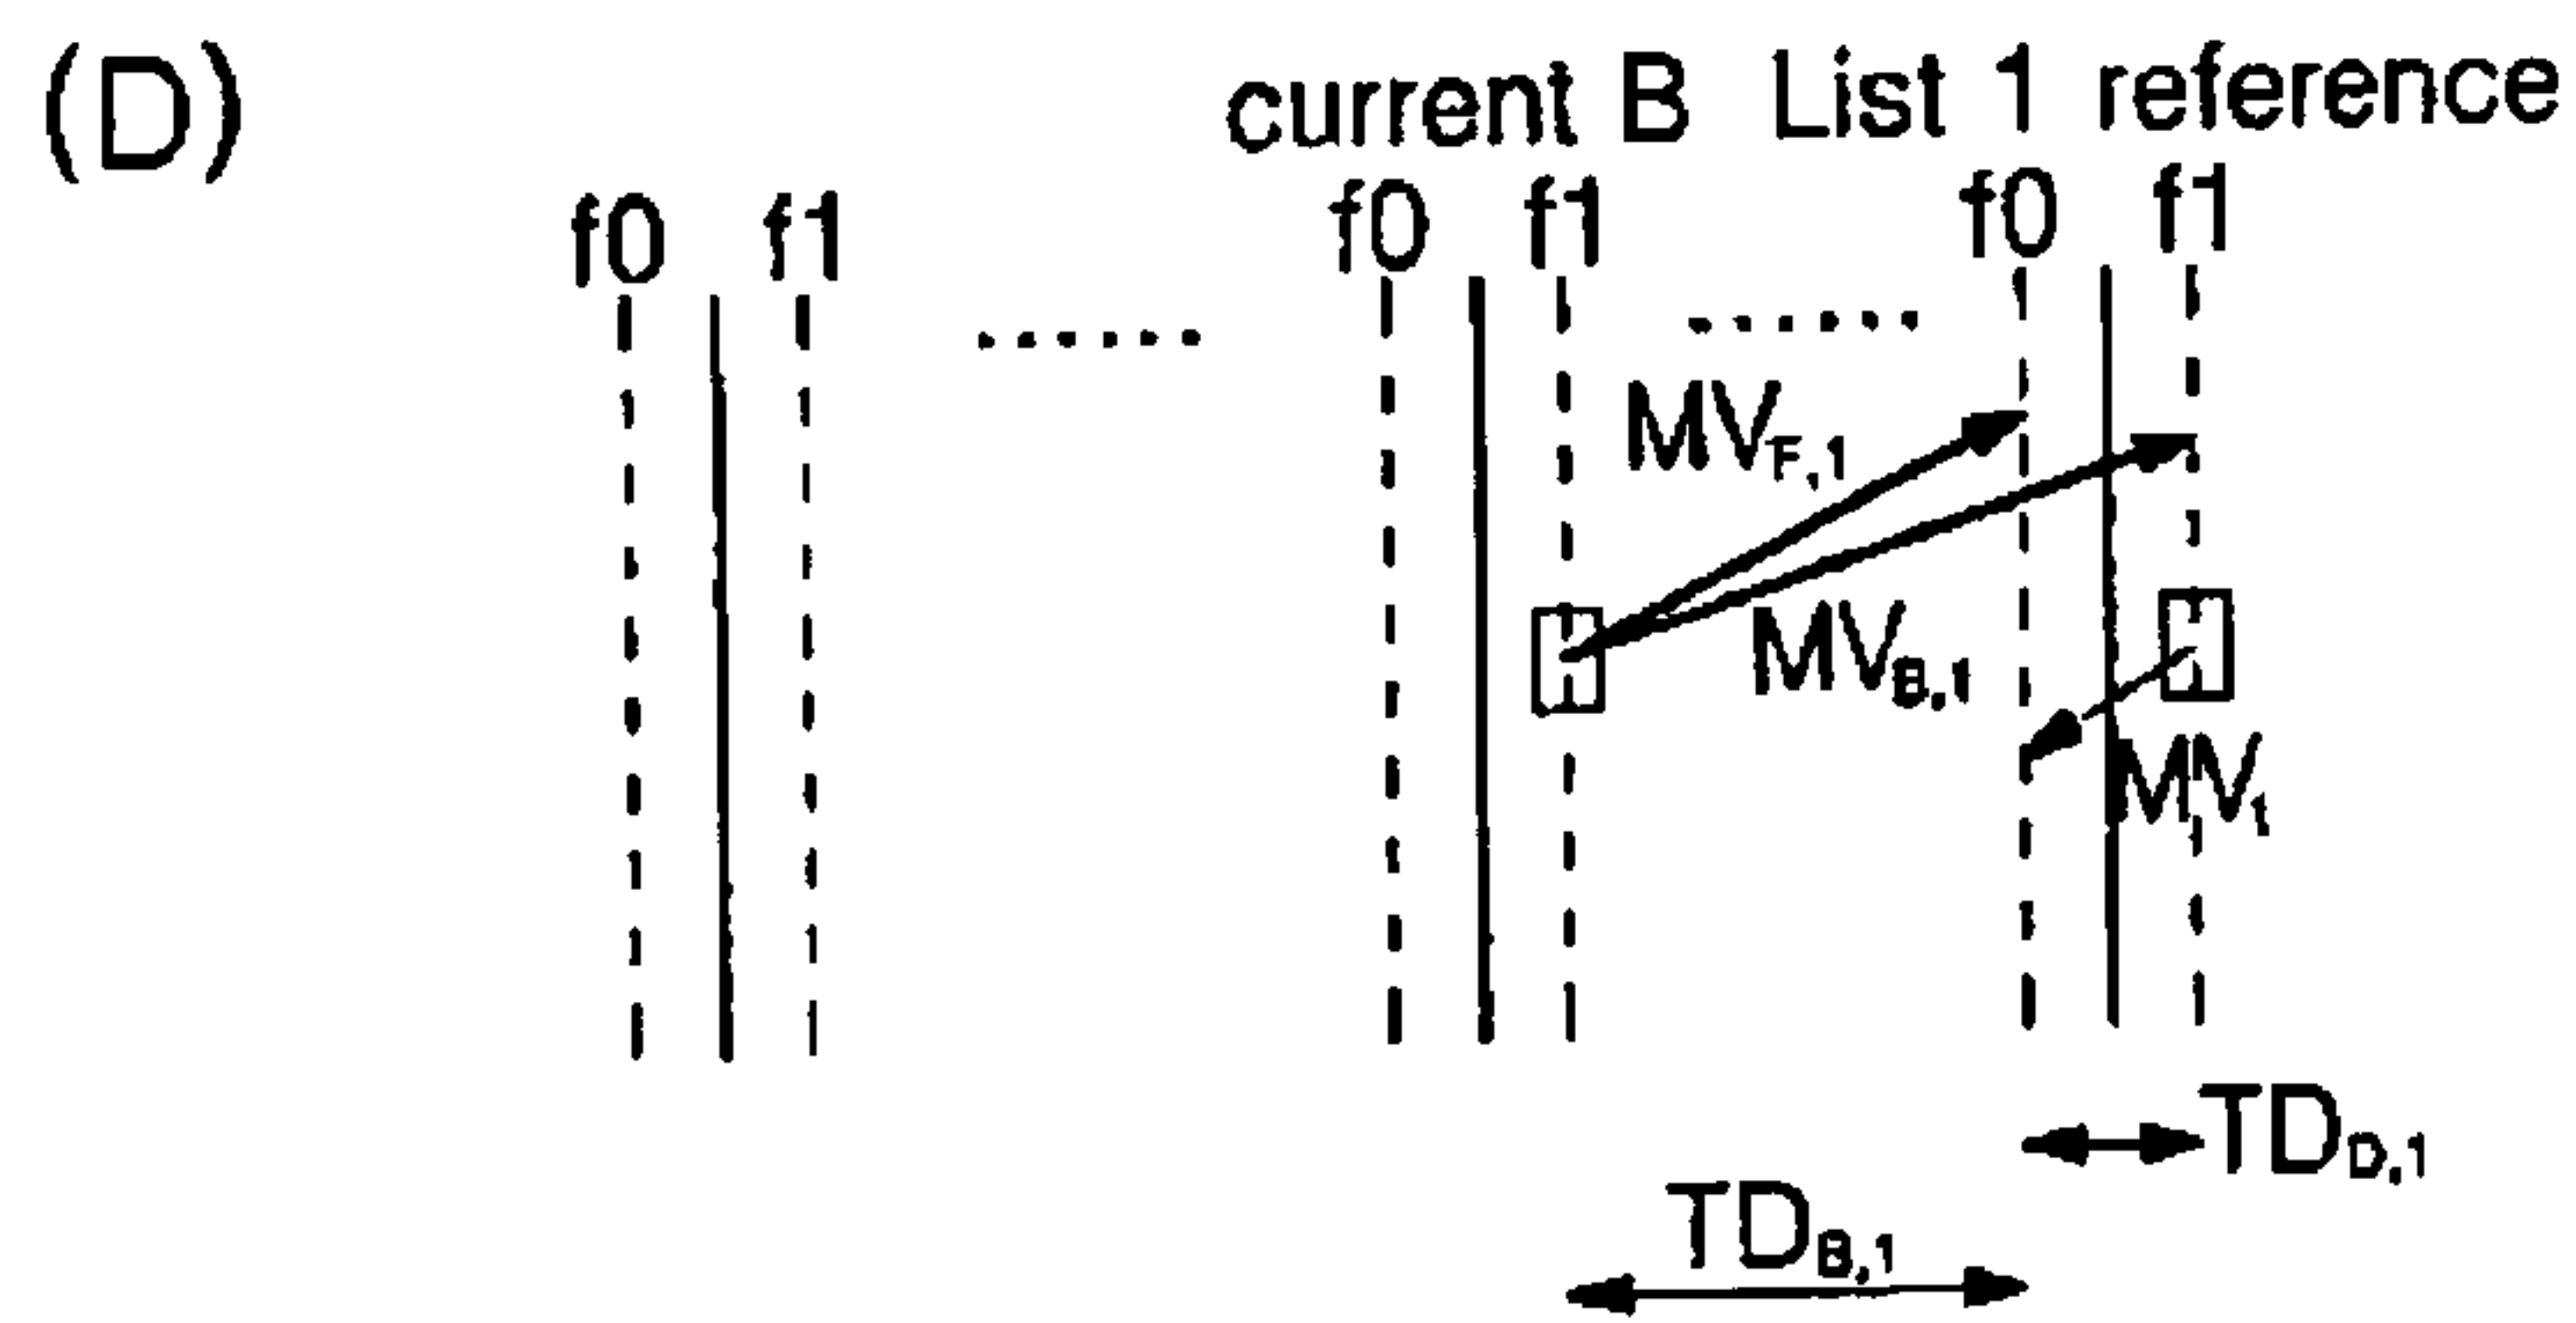 (D)
current B List 1 reference
f0 f1 f0 f1 f0 f1
......
......
MVF,1
MVB,1
MV1
TDD,1
TDB,1